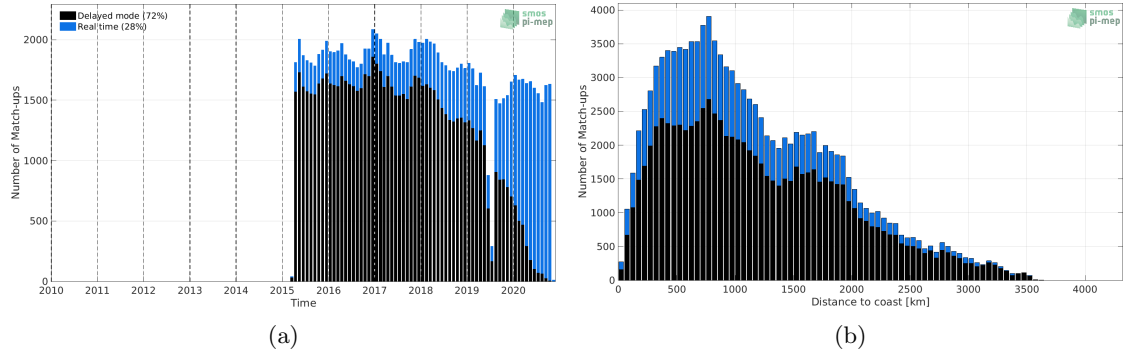 Delayed mode (72%)
Real time (28%)
smos
pi-mep
Number of Match-ups
2000
1500
1000
500
0
2010 2011 2012 2013 2014 2015 2016 2017 2018 2019 2020
Time
(a)
smos
pi-mep
Number of Match-ups
4000
3500
3000
2500
2000
1500
1000
500
0
0 500 1000 1500 2000 2500 3000 3500 4000
Distance to coast [km]
(b)